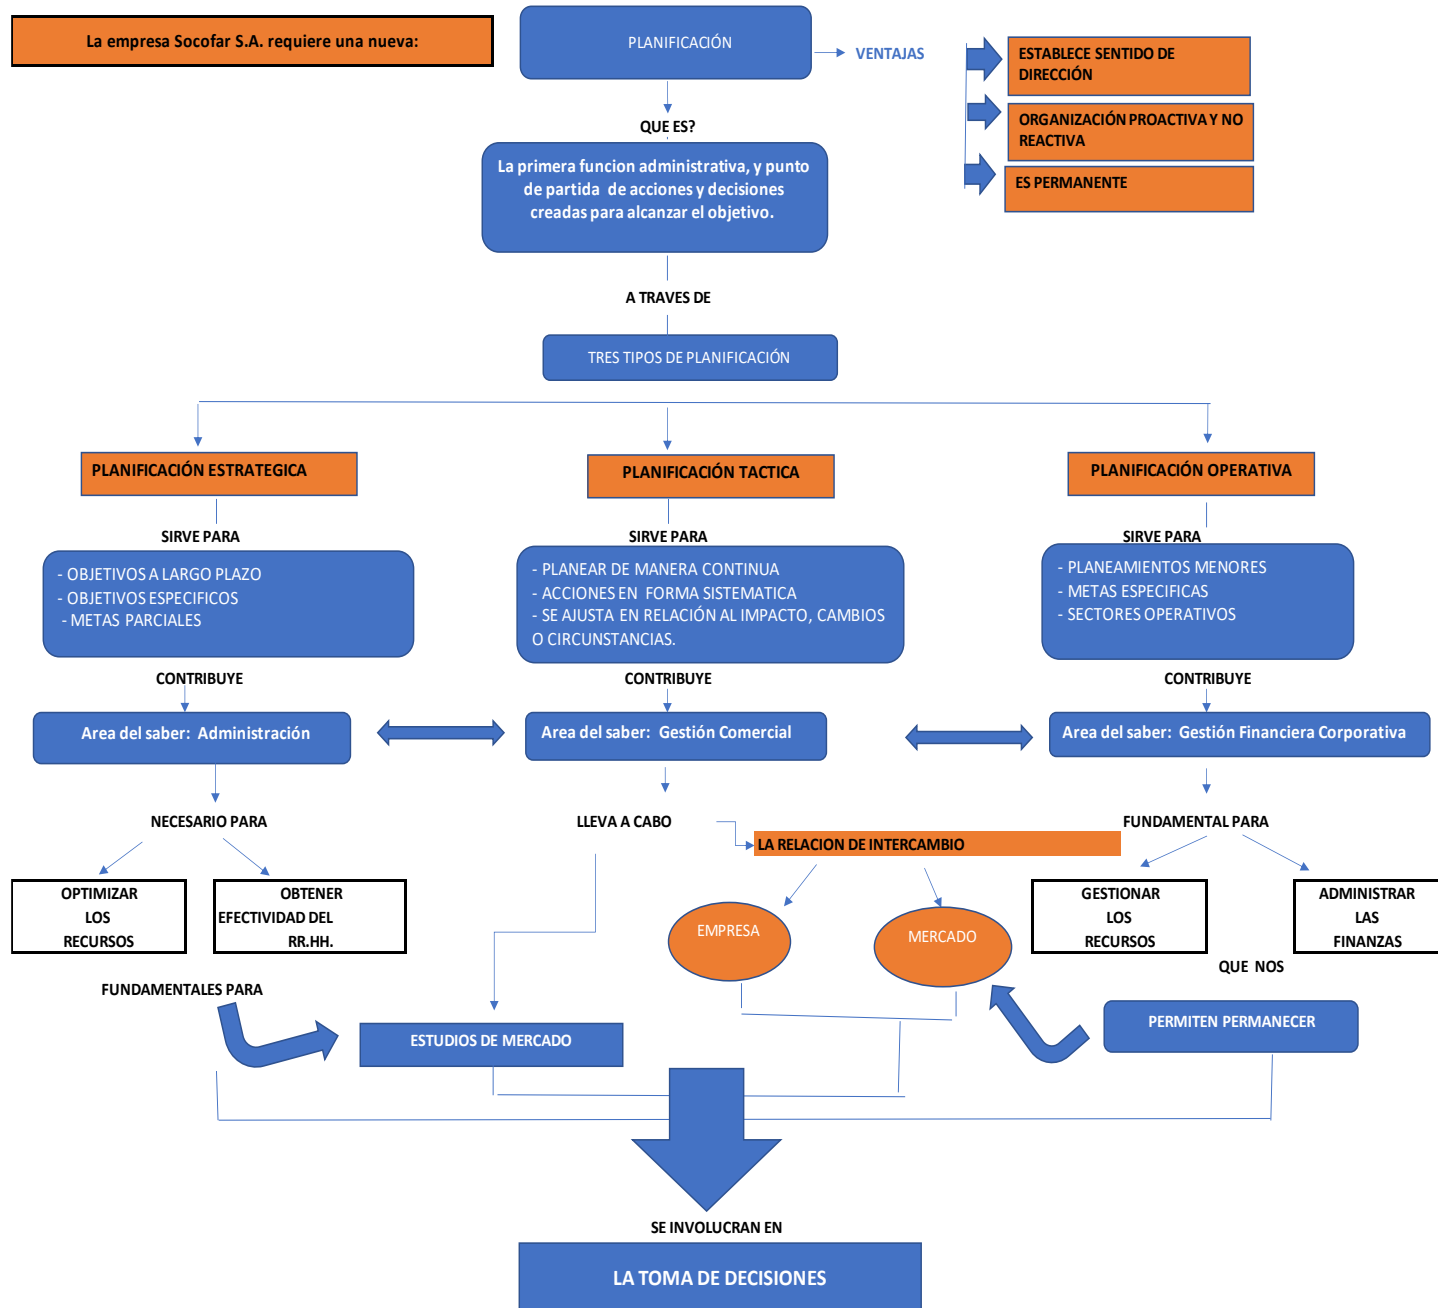 La empresa Socofar S.A. requiere una nueva:
PLANIFICACIÓN
VENTAJAS
ESTABLECE SENTIDO DE
DIRECCIÓN
ORGANIZACIÓN PROACTIVA Y NO
REACTIVA
ES PERMANENTE
QUE ES?
La primera funcion administrativa, y punto
de partida de acciones y decisiones
creadas para alcanzar el objetivo.
A TRAVES DE
TRES TIPOS DE PLANIFICACIÓN
PLANIFICACIÓN ESTRATEGICA
PLANIFICACIÓN TACTICA
PLANIFICACIÓN OPERATIVA
SIRVE PARA
SIRVE PARA
SIRVE PARA
- OBJETIVOS A LARGO PLAZO
- OBJETIVOS ESPECIFICOS
- METAS PARCIALES
- PLANEAR DE MANERA CONTINUA
- ACCIONES EN FORMA SISTEMATICA
- SE AJUSTA EN RELACIÓN AL IMPACTO, CAMBIOS
O CIRCUNSTANCIAS.
- PLANEAMIENTOS MENORES
- METAS ESPECIFICAS
- SECTORES OPERATIVOS
CONTRIBUYE
CONTRIBUYE
CONTRIBUYE
Area del saber: Administración
Area del saber: Gestión Comercial
Area del saber: Gestión Financiera Corporativa
NECESARIO PARA
LLEVA A CABO
FUNDAMENTAL PARA
LA RELACION DE INTERCAMBIO
OPTIMIZAR
LOS
RECURSOS
OBTENER
EFECTIVIDAD DEL
RR.HH.
EMPRESA
MERCADO
GESTIONAR
LOS
RECURSOS
ADMINISTRAR
LAS
FINANZAS
QUE NOS
FUNDAMENTALES PARA
ESTUDIOS DE MERCADO
PERMITEN PERMANECER
SE INVOLUCRAN EN
LA TOMA DE DECISIONES